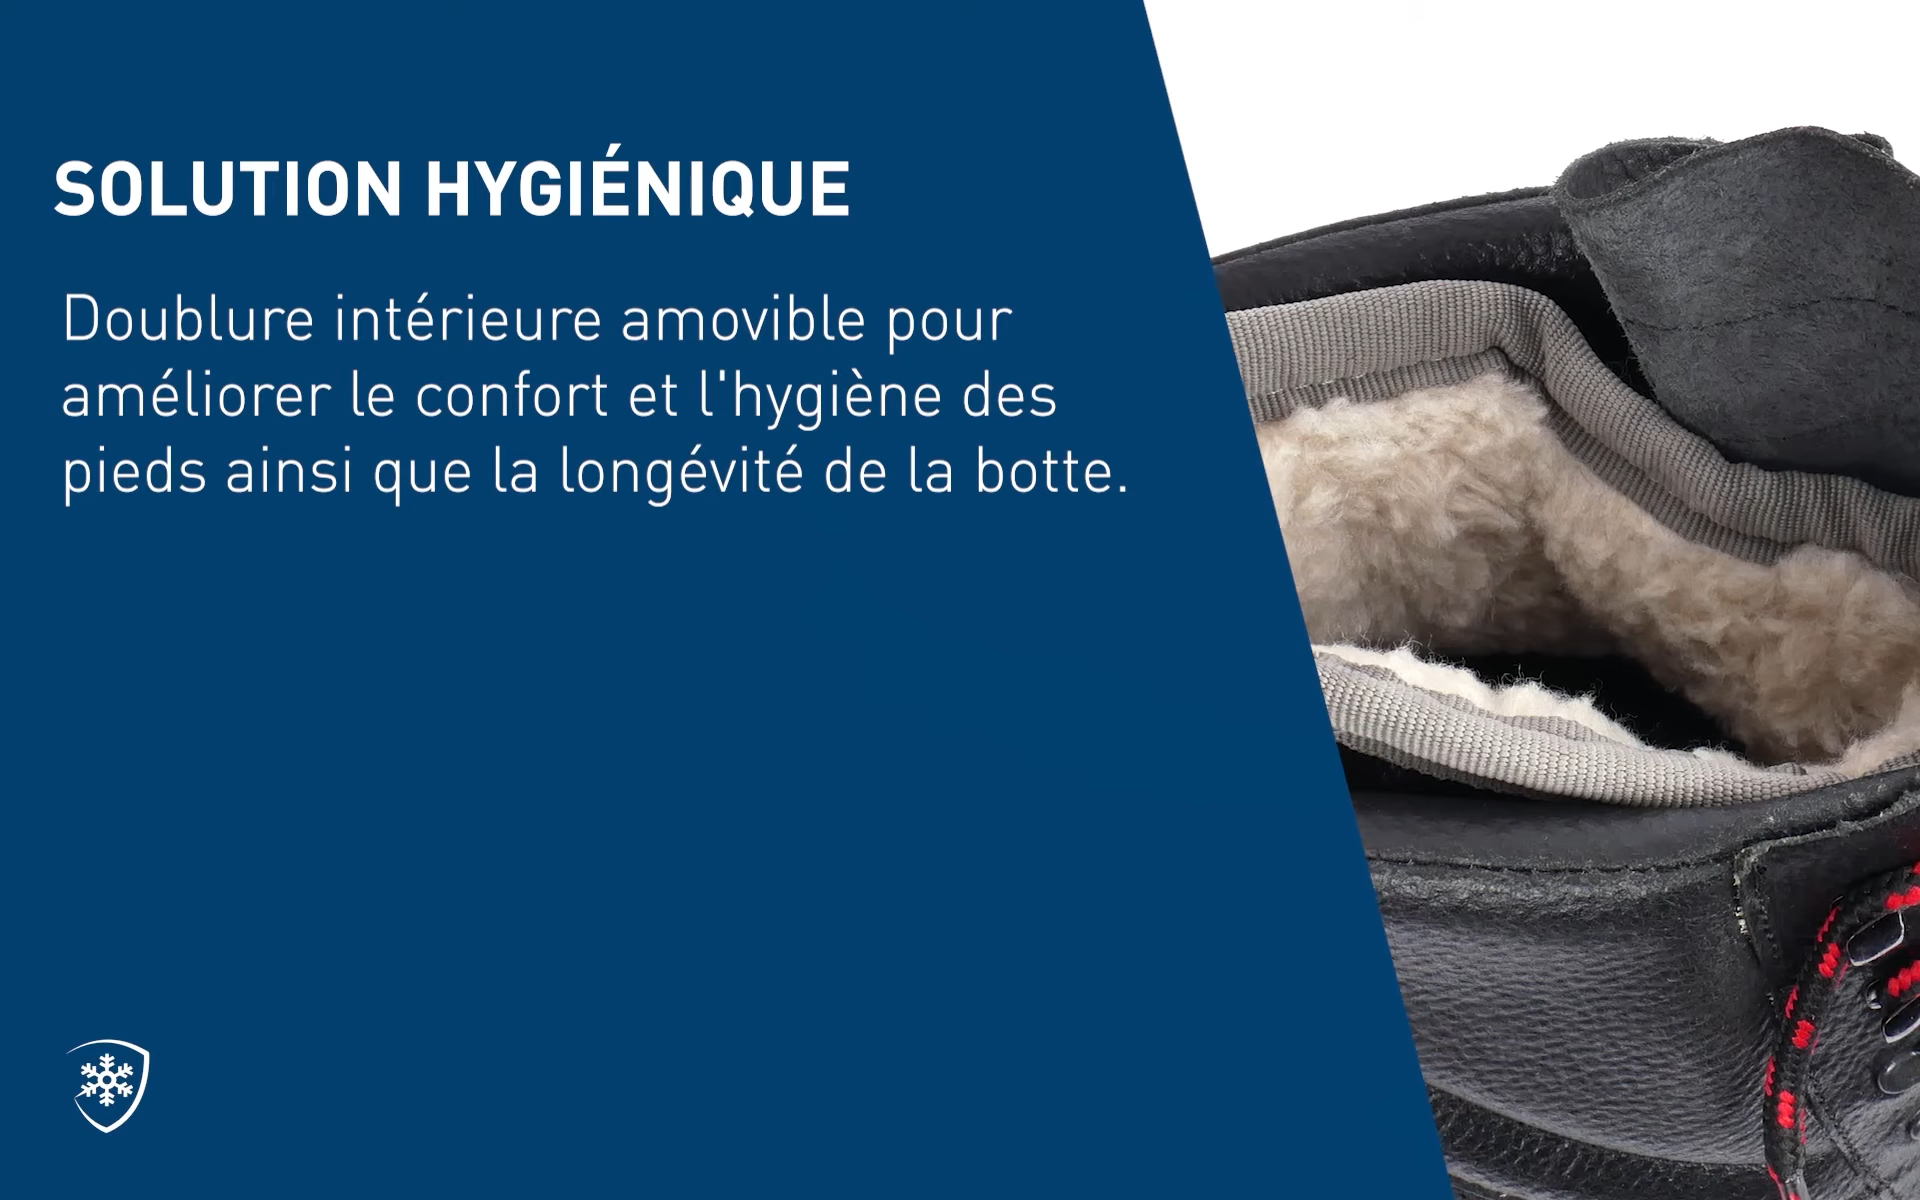 SOLUTION HYGIÉNIQUE
Doublure intérieure amovible pour
améliorer le confort et l'hygiène des
pieds ainsi que la longévité de la botte.